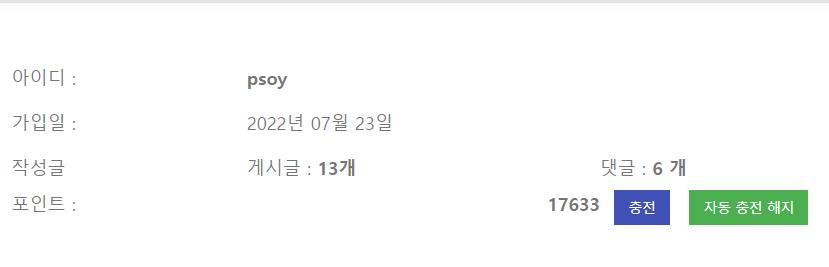 아이디 : psoy
가입일 : 2022년 07월 23일
작성글 게시글 : 13개 댓글 : 6 개
포인트 : 17633 충전 자동 충전 해지